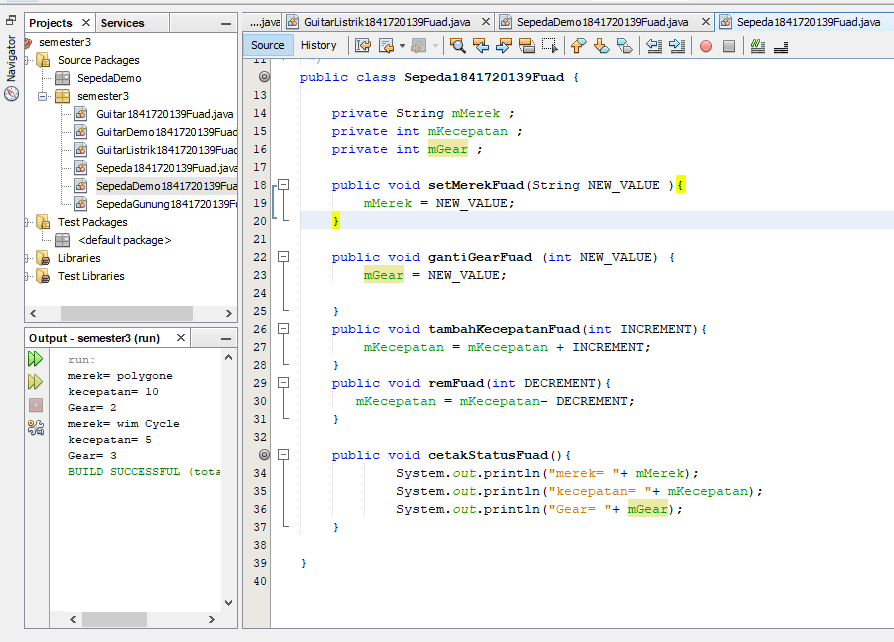 Projects × Services
semester3
Source Packages
SepedaDemo
semester3
Guitar1841720139Fuad.java
GuitarDemo1841720139Fuad
GuitarListrik1841720139Fuad
Sepeda1841720139Fuad.java
SepedaDemo1841720139Fua
SepedaGunung1841720139F
Test Packages
<default package>
Libraries
Test Libraries
Navigator
Output - semester3 (run) ×
run:
merek= polygone
kecepatan= 10
Gear= 2
merek= wim Cycle
kecepatan= 5
Gear= 3
BUILD SUCCESSFUL (tota
...java GuitarListrik1841720139Fuad.java × SepedaDemo1841720139Fuad.java × Sepeda1841720139Fuad.java
Source History
11 */
public class Sepeda1841720139Fuad {
13
14 private String mMerek ;
15 private int mKecepatan ;
16 private int mGear ;
17
18 public void setMerekFuad(String NEW_VALUE ){
19 mMerek = NEW_VALUE;
20 }
21
22 public void gantiGearFuad (int NEW_VALUE) {
23 mGear = NEW_VALUE;
24
25 }
26 public void tambahKecepatanFuad(int INCREMENT){
27 mKecepatan = mKecepatan + INCREMENT;
28 }
29 public void remFuad(int DECREMENT){
30 mKecepatan = mKecepatan- DECREMENT;
31 }
32
public void cetakStatusFuad(){
34 System.out.println("merek= "+ mMerek);
35 System.out.println("kecepatan= "+ mKecepatan);
36 System.out.println("Gear= "+ mGear);
37 }
38
39 }
40